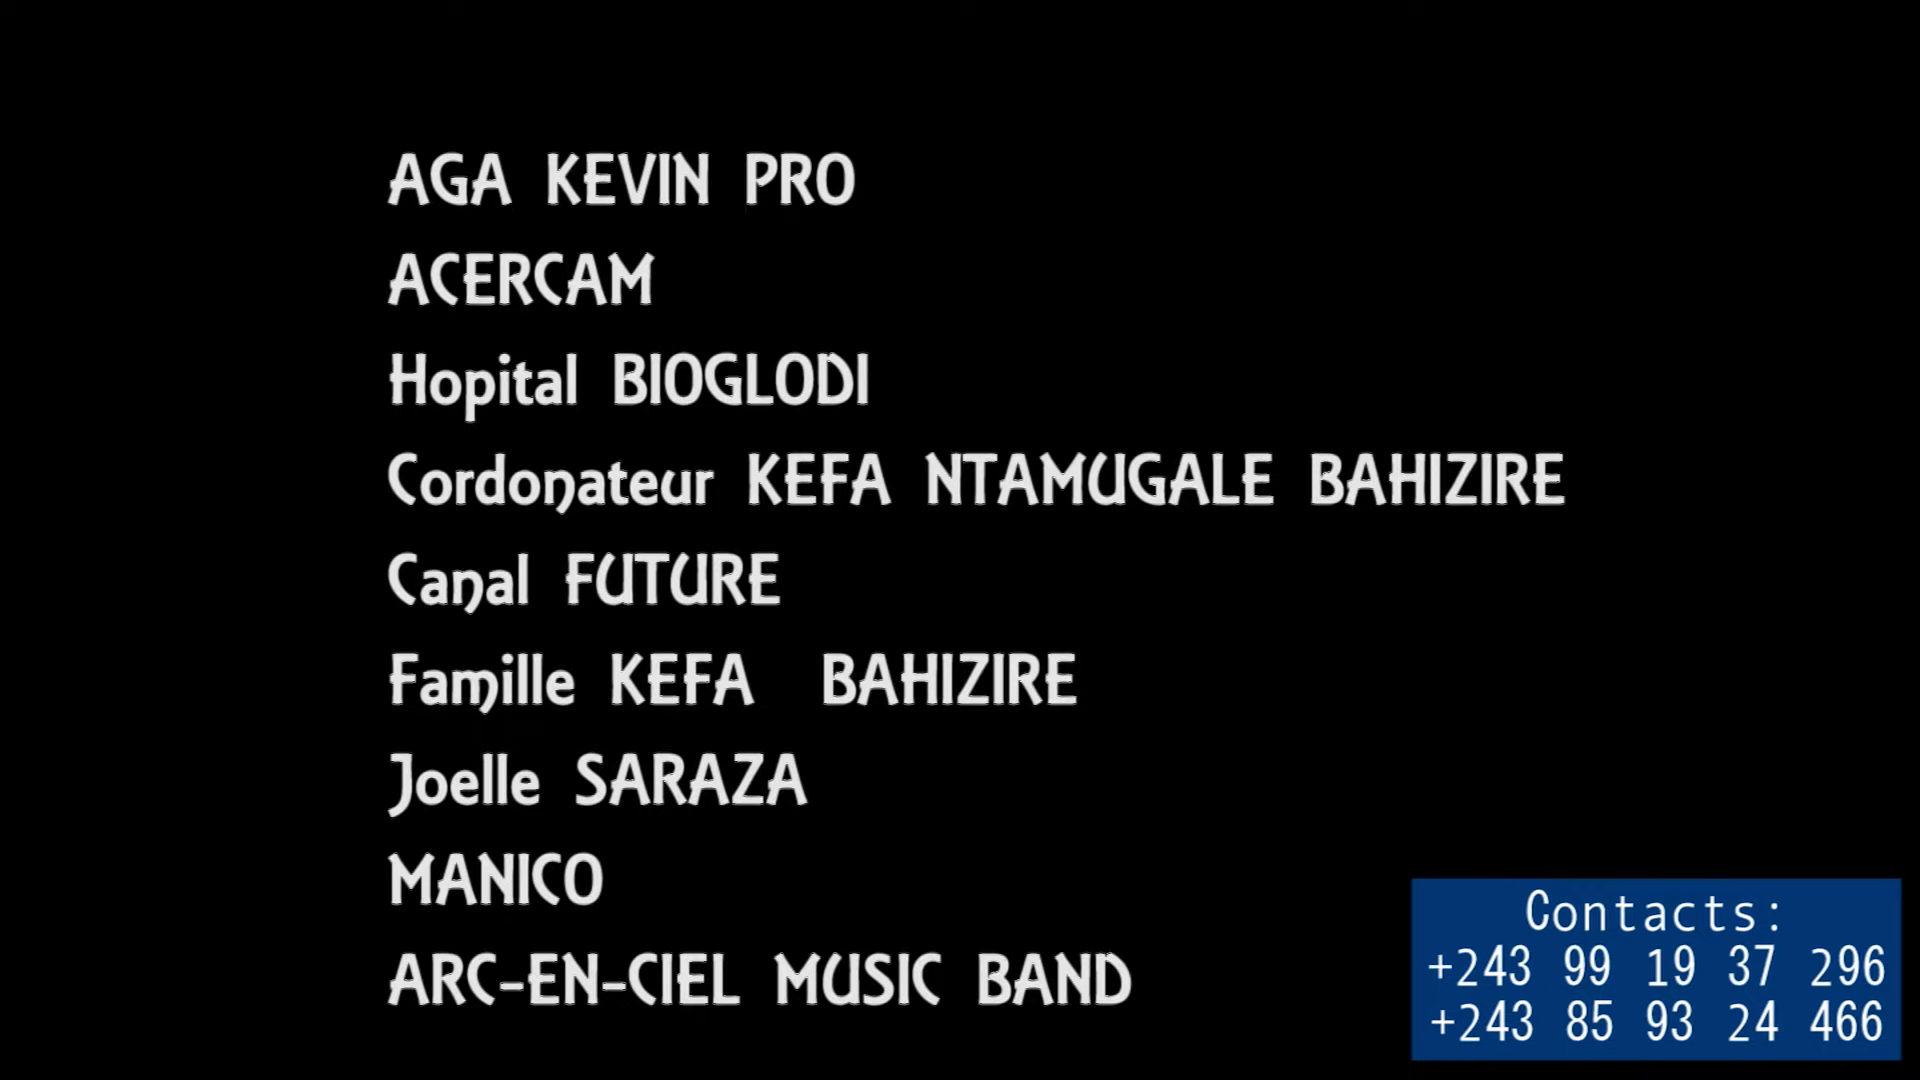 AGA KEVIN PRO
ACERCAM
Hopital BIOGLODI
Cordonateur KEFA NTAMUGALE BAHIZIRE
Canal FUTURE
Famille KEFA BAHIZIRE
Joelle SARAZA
MANICO
ARC-EN-CIEL MUSIC BAND
Contacts:
+243 99 19 37 296
+243 85 93 24 466